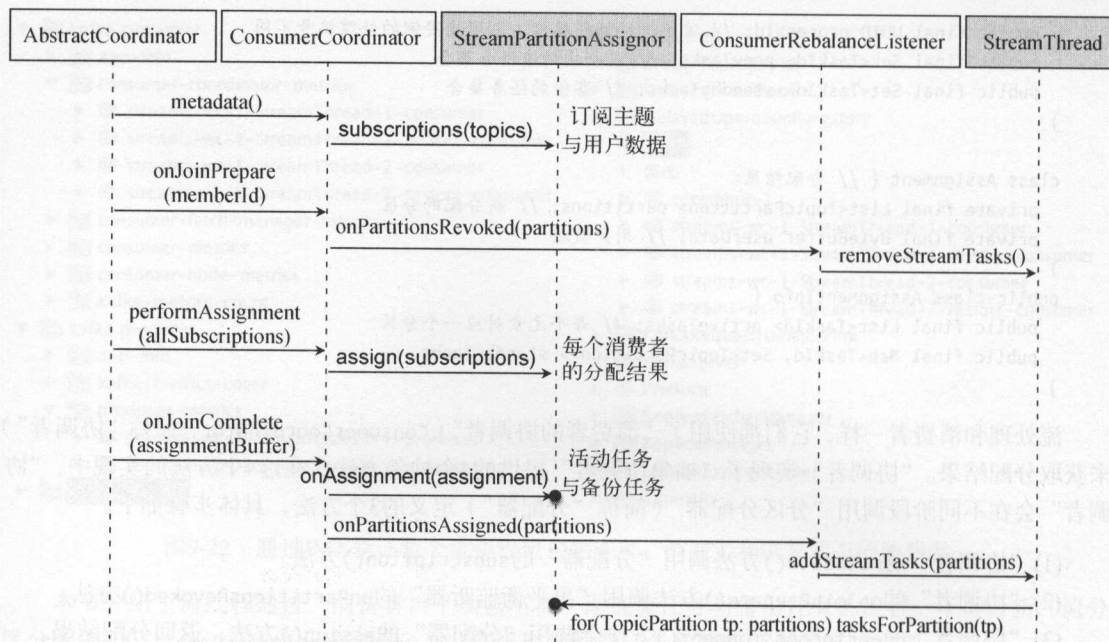 AbstractCoordinator
ConsumerCoordinator
StreamPartitionAssignor
ConsumerRebalanceListener
StreamThread
metadata()
subscriptions(topics)
订阅主题
与用户数据
onJoinPrepare
(memberId)
onPartitionsRevoked(partitions)
removeStreamTasks()
performAssignment
(allSubscriptions)
assign(subscriptions)
每个消费者
的分配结果
onJoinComplete
(assignmentBuffer)
onAssignment(assignment)
活动任务
与备份任务
onPartitionsAssigned(partitions)
addStreamTasks(partitions)
for(TopicPartition tp: partitions) tasksForPartition(tp)